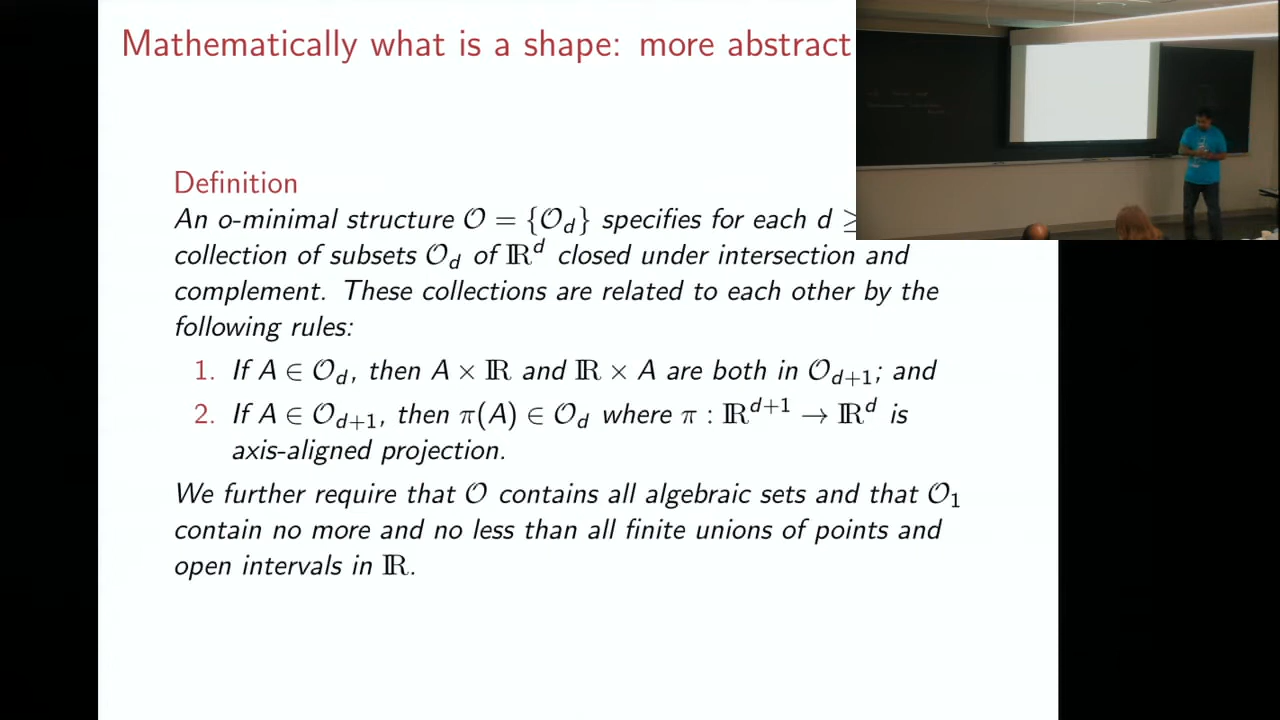 Mathematically what is a shape: more abstract
Definition
An o-minimal structure 𝒪 = {𝒪_d} specifies for each d ≥
collection of subsets 𝒪_d of ℝ^d closed under intersection and
complement. These collections are related to each other by the
following rules:
1. If A ∈ 𝒪_d, then A × ℝ and ℝ × A are both in 𝒪_{d+1}; and
2. If A ∈ 𝒪_{d+1}, then π(A) ∈ 𝒪_d where π : ℝ^{d+1} → ℝ^d is
axis-aligned projection.
We further require that 𝒪 contains all algebraic sets and that 𝒪_1
contain no more and no less than all finite unions of points and
open intervals in ℝ.